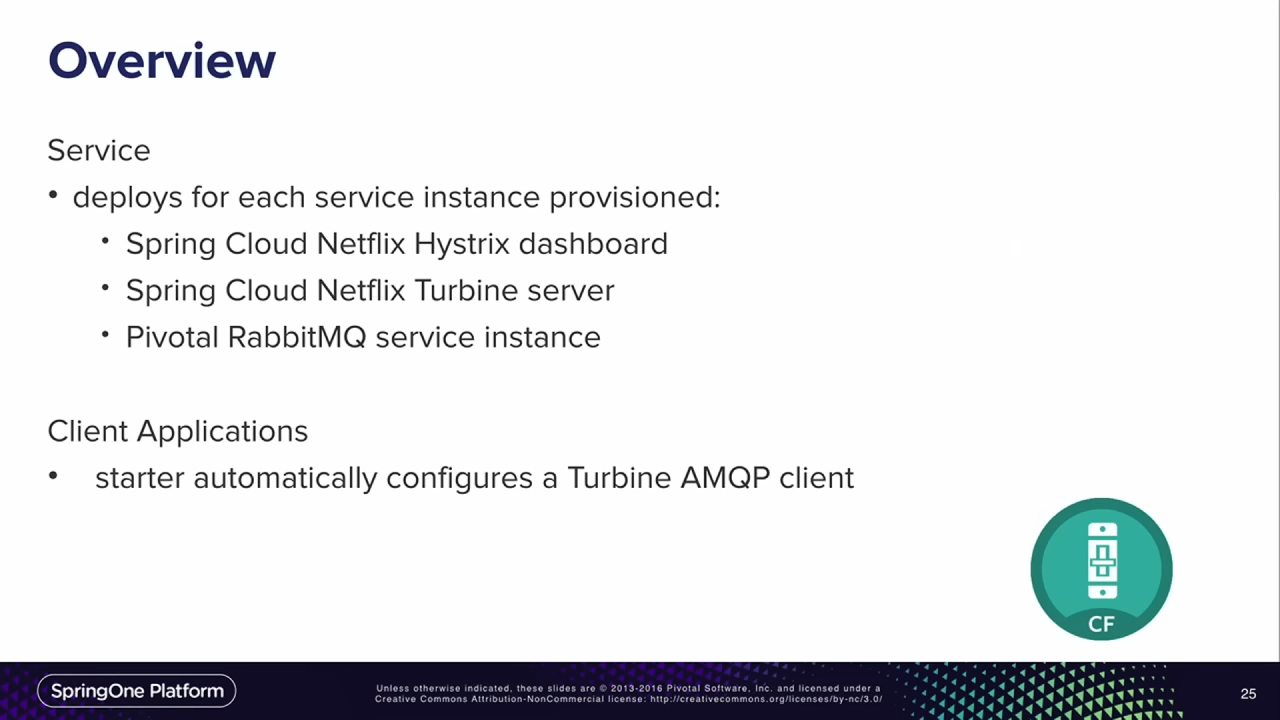 Overview
Service
• deploys for each service instance provisioned:
• Spring Cloud Netflix Hystrix dashboard
• Spring Cloud Netflix Turbine server
• Pivotal RabbitMQ service instance
Client Applications
• starter automatically configures a Turbine AMQP client
CF
SpringOne Platform
Unless otherwise indicated, these slides are © 2013-2016 Pivotal Software, Inc. and licensed under a
Creative Commons Attribution-NonCommercial license: http://creativecommons.org/licenses/by-nc/3.0/
25